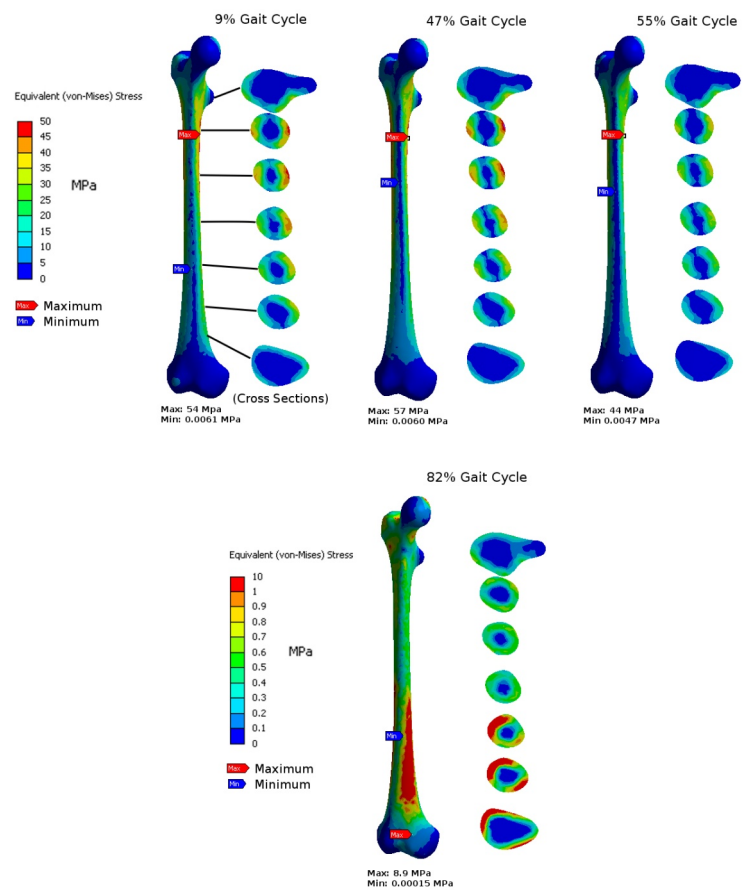 9% Gait Cycle
47% Gait Cycle
55% Gait Cycle
Equivalent (von-Mises) Stress
50
45
40
35
30
25
20
15
10
5
0
MPa
Max
Maximum
Min
Minimum
Max
Min
(Cross Sections)
Max: 54 Mpa
Min: 0.0061 MPa
Max
Min
Max: 57 MPa
Min: 0.0060 MPa
Max
Min
Max: 44 MPa
Min 0.0047 MPa
82% Gait Cycle
Equivalent (von-Mises) Stress
10
1
0.9
0.8
0.7
0.6
0.5
0.4
0.3
0.2
0.1
0
MPa
Max
Maximum
Min
Minimum
Min
Max
Max: 8.9 MPa
Min: 0.00015 MPa